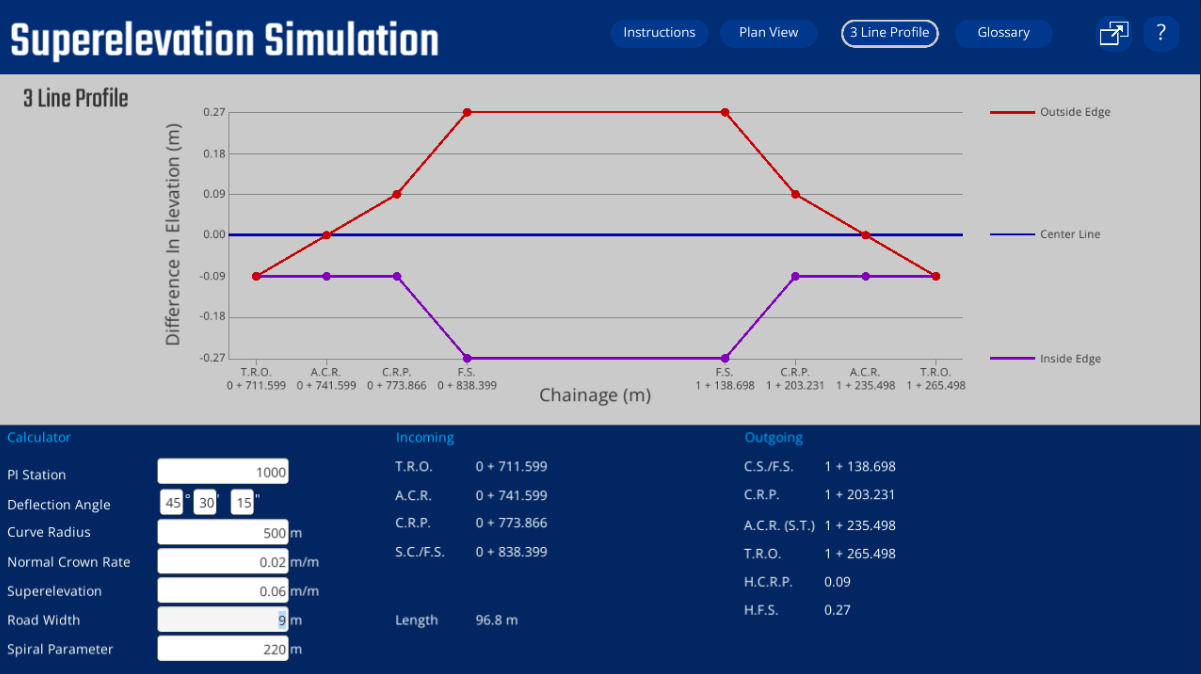 Superelevation Simulation
Instructions
Plan View
3 Line Profile
Glossary
?
3 Line Profile
Difference In Elevation (m)
0.27
0.18
0.09
0.00
-0.09
-0.18
-0.27
Outside Edge
Center Line
Inside Edge
T.R.O. A.C.R. C.R.P. F.S. F.S. C.R.P. A.C.R. T.R.O.
0 + 711.599 0 + 741.599 0 + 773.866 0 + 838.399 1 + 138.698 1 + 203.231 1 + 235.498 1 + 265.498
Chainage (m)
Calculator
PI Station 1000
Deflection Angle 45 ° 30 ' 15 "
Curve Radius 500 m
Normal Crown Rate 0.02 m/m
Superelevation 0.06 m/m
Road Width 9 m
Spiral Parameter 220 m
Incoming
T.R.O. 0 + 711.599
A.C.R. 0 + 741.599
C.R.P. 0 + 773.866
S.C./F.S. 0 + 838.399
Length 96.8 m
Outgoing
C.S./F.S. 1 + 138.698
C.R.P. 1 + 203.231
A.C.R. (S.T.) 1 + 235.498
T.R.O. 1 + 265.498
H.C.R.P. 0.09
H.F.S. 0.27